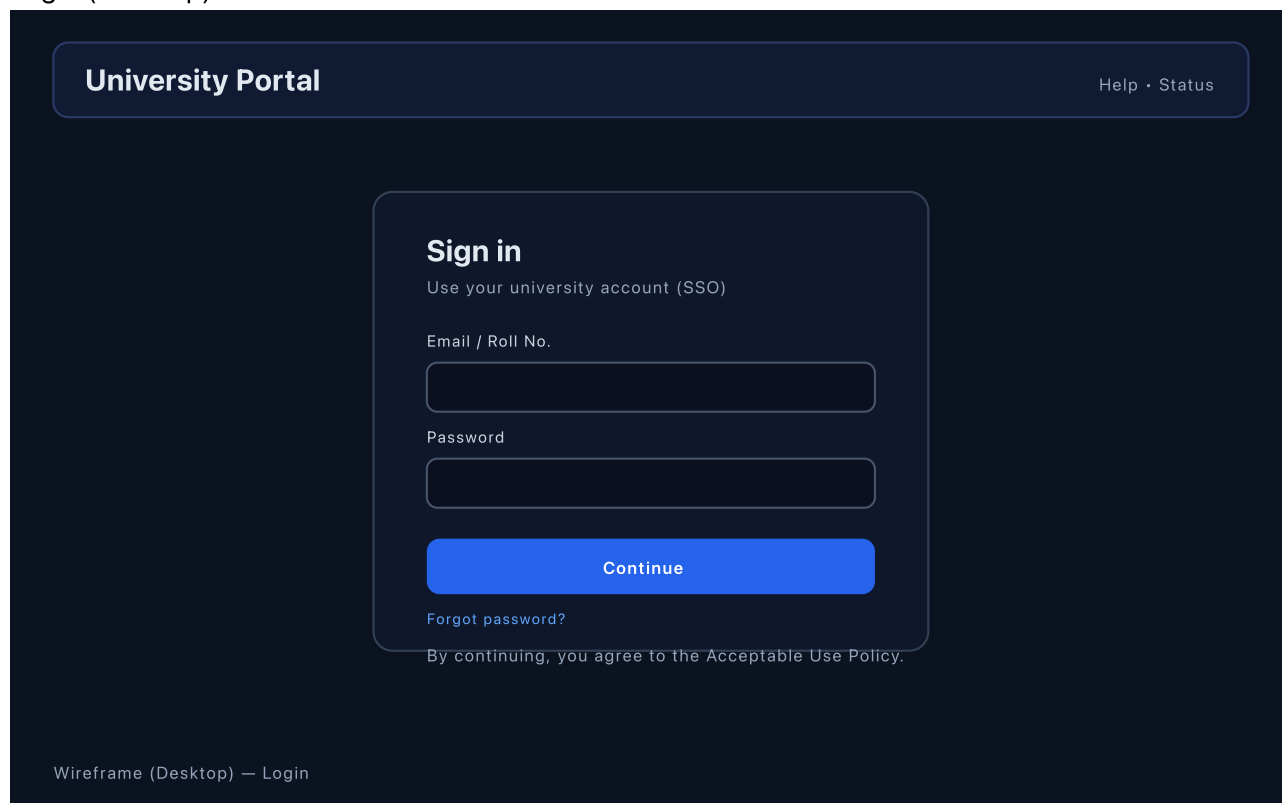 University Portal
Help • Status
Sign in
Use your university account (SSO)
Email / Roll No.
Password
Continue
Forgot password?
By continuing, you agree to the Acceptable Use Policy.
Wireframe (Desktop) — Login